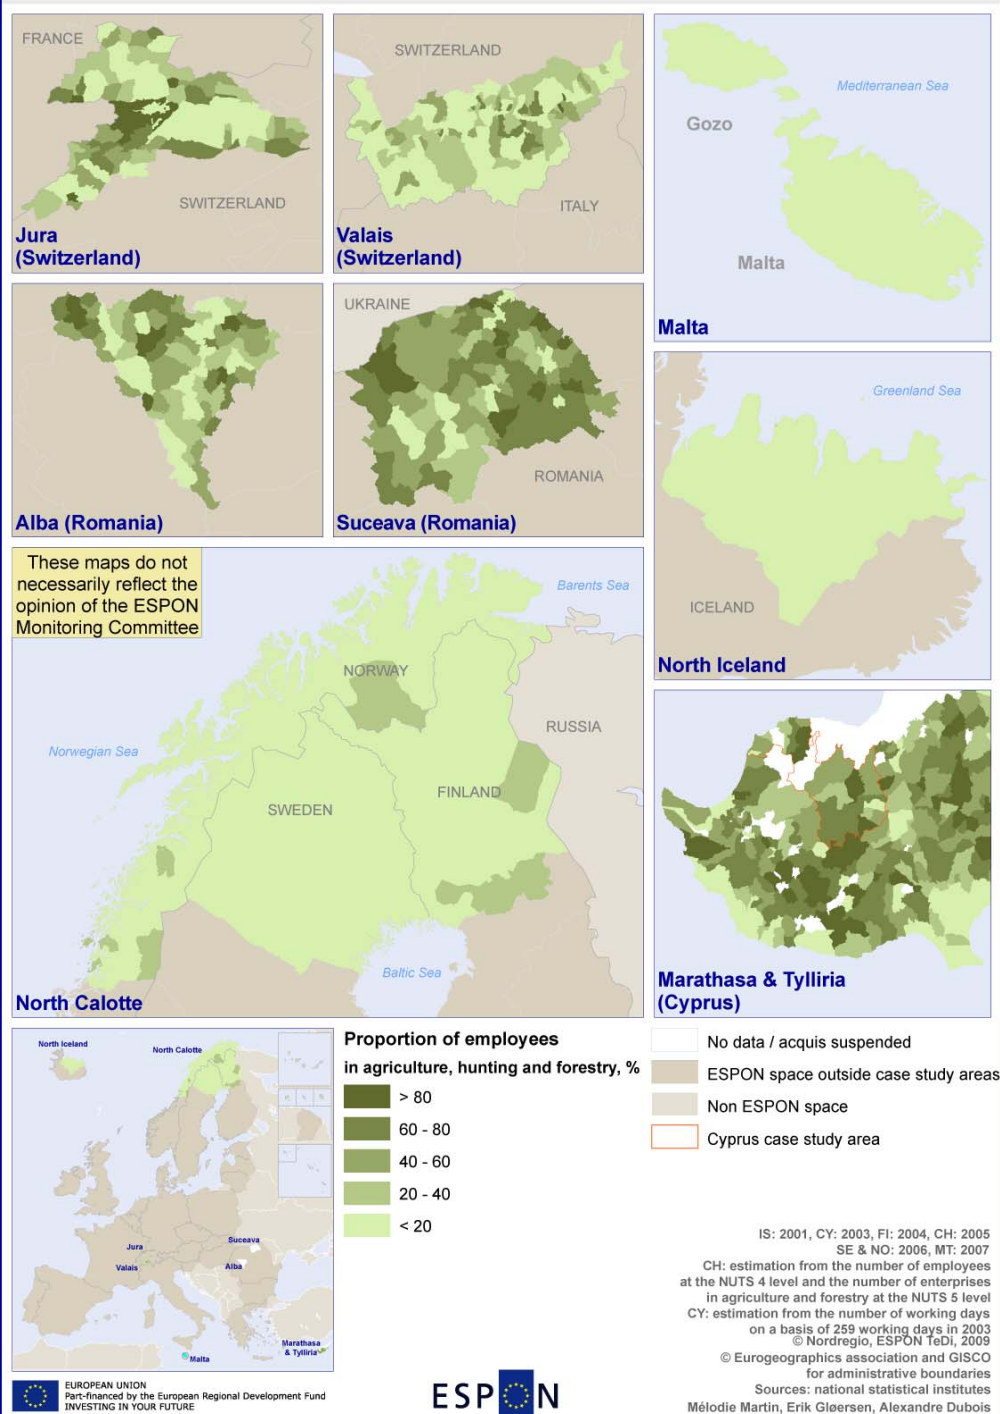 FRANCE
SWITZERLAND
Jura
(Switzerland)
SWITZERLAND
ITALY
Valais
(Switzerland)
Mediterranean Sea
Gozo
Malta
Malta
Alba (Romania)
UKRAINE
ROMANIA
Suceava (Romania)
Greenland Sea
ICELAND
North Iceland
These maps do not
necessarily reflect the
opinion of the ESPON
Monitoring Committee
Barents Sea
NORWAY
RUSSIA
Norwegian Sea
FINLAND
SWEDEN
Baltic Sea
North Calotte
Marathasa & Tylliria
(Cyprus)
North Iceland
North Calotte
Suceava
Jura
Valais
Alba
Marathasa
& Tylliria
Malta
Proportion of employees
in agriculture, hunting and forestry, %
> 80
60 - 80
40 - 60
20 - 40
< 20
No data / acquis suspended
ESPON space outside case study areas
Non ESPON space
Cyprus case study area
IS: 2001, CY: 2003, FI: 2004, CH: 2005
SE & NO: 2006, MT: 2007
CH: estimation from the number of employees
at the NUTS 4 level and the number of enterprises
in agriculture and forestry at the NUTS 5 level
CY: estimation from the number of working days
on a basis of 259 working days in 2003
© Nordregio, ESPON TeDi, 2009
© Eurogeographics association and GISCO
for administrative boundaries
Sources: national statistical institutes
Mélodie Martin, Erik Gløersen, Alexandre Dubois
EUROPEAN UNION
Part-financed by the European Regional Development Fund
INVESTING IN YOUR FUTURE
ESPON